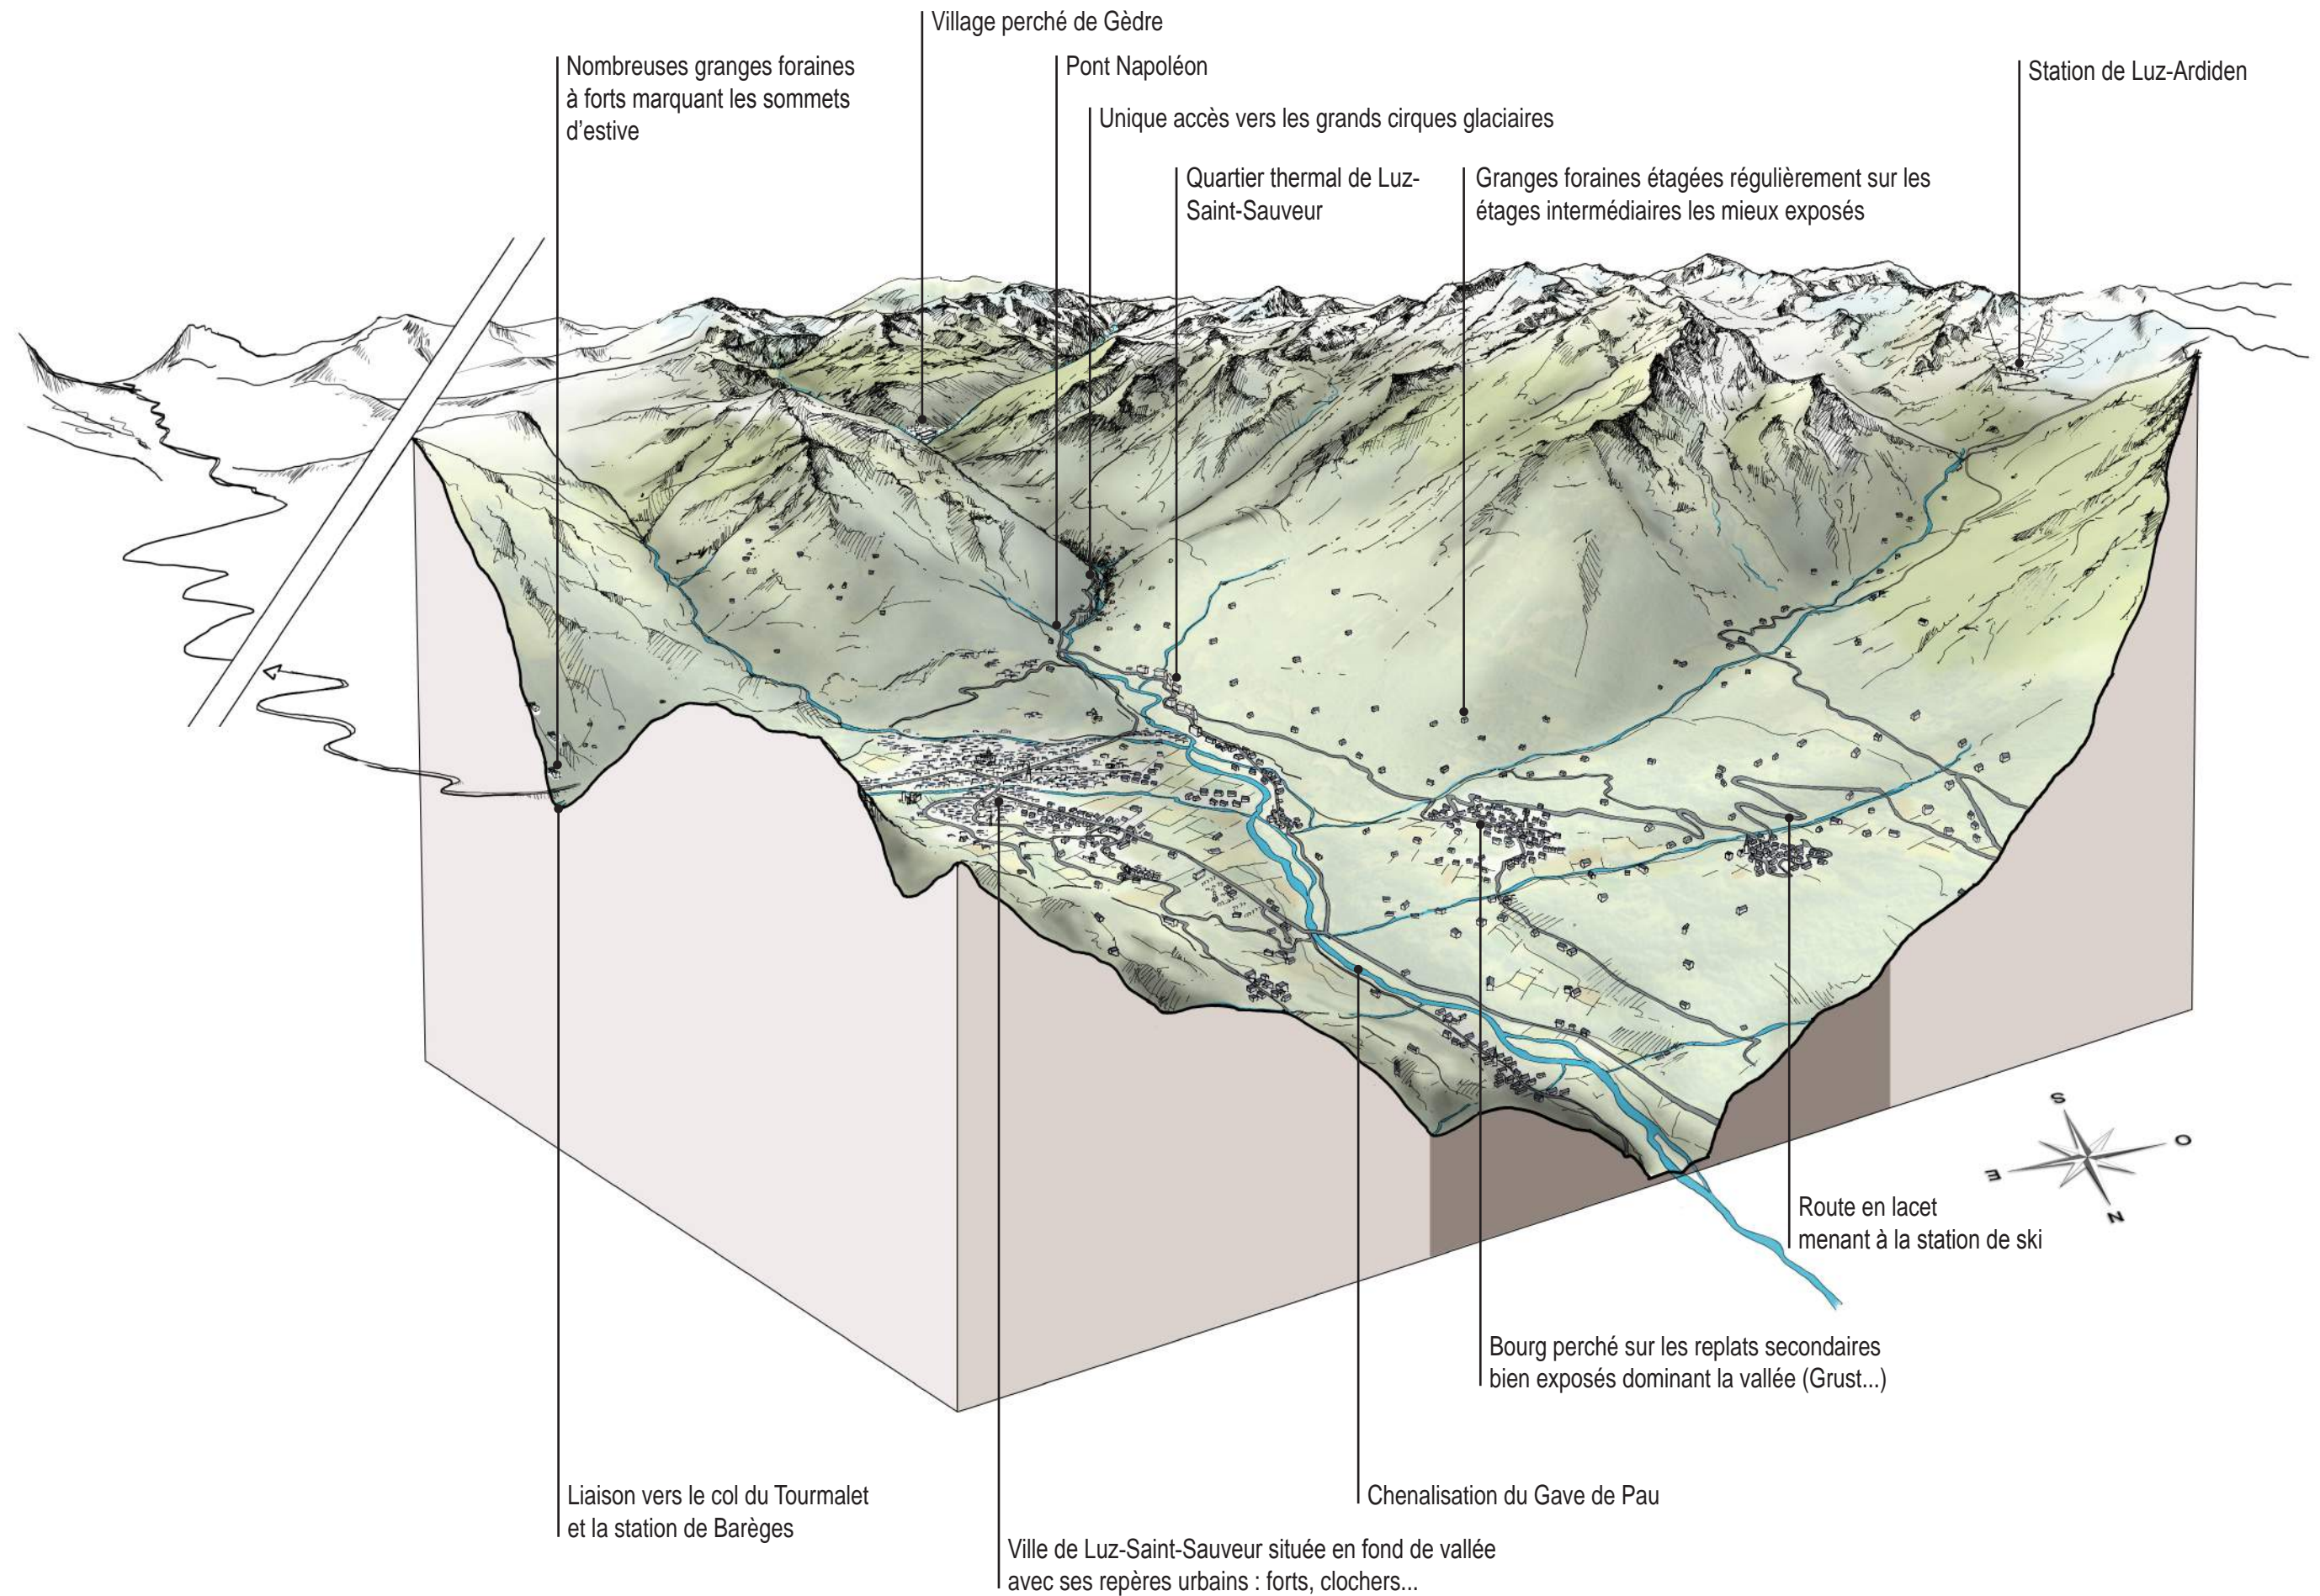 Village perché de Gèdre
Nombreuses granges foraines
à forts marquant les sommets
d'estive
Pont Napoléon
Station de Luz-Ardiden
Unique accès vers les grands cirques glaciaires
Quartier thermal de Luz-
Saint-Sauveur
Granges foraines étagées régulièrement sur les
étages intermédiaires les mieux exposés
S
O
E
N
Route en lacet
menant à la station de ski
Bourg perché sur les replats secondaires
bien exposés dominant la vallée (Grust...)
Liaison vers le col du Tourmalet
et la station de Barèges
Chenalisation du Gave de Pau
Ville de Luz-Saint-Sauveur située en fond de vallée
avec ses repères urbains : forts, clochers...